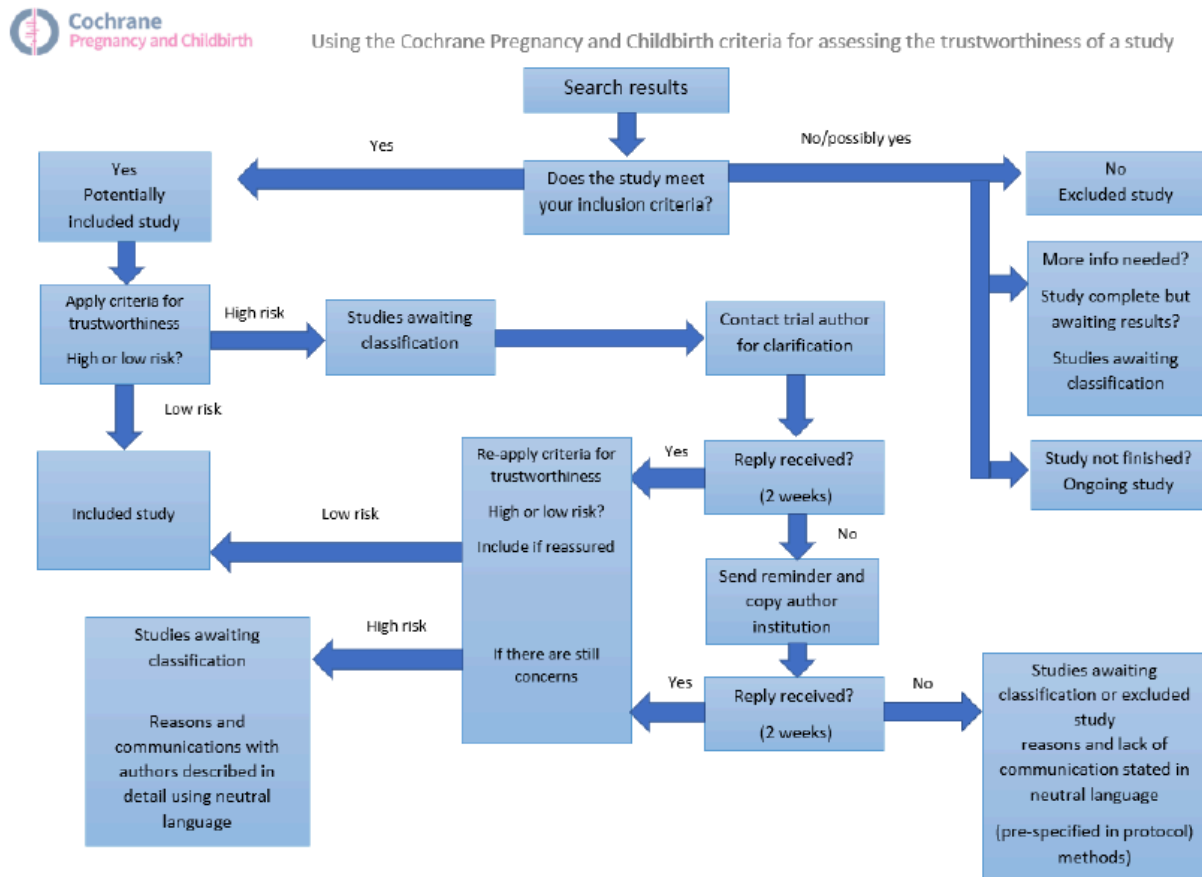 Cochrane
Pregnancy and Childbirth
Using the Cochrane Pregnancy and Childbirth criteria for assessing the trustworthiness of a study
Search results
Yes
No/possibly yes
Does the study meet
your inclusion criteria?
Yes
Potentially
included study
No
Excluded study
More info needed?
Study complete but
awaiting results?
Studies awaiting
classification
Study not finished?
Ongoing study
Apply criteria for
trustworthiness
High or low risk?
High risk
Studies awaiting
classification
Contact trial author
for clarification
Low risk
Included study
Reply received?
(2 weeks)
Yes
No
Re-apply criteria for
trustworthiness
High or low risk?
Include if reassured
If there are still
concerns
Low risk
High risk
Send reminder and
copy author
institution
Reply received?
(2 weeks)
Yes
No
Studies awaiting
classification
Reasons and
communications with
authors described in
detail using neutral
language
Studies awaiting
classification or excluded
study
reasons and lack of
communication stated in
neutral language
(pre-specified in protocol)
methods)